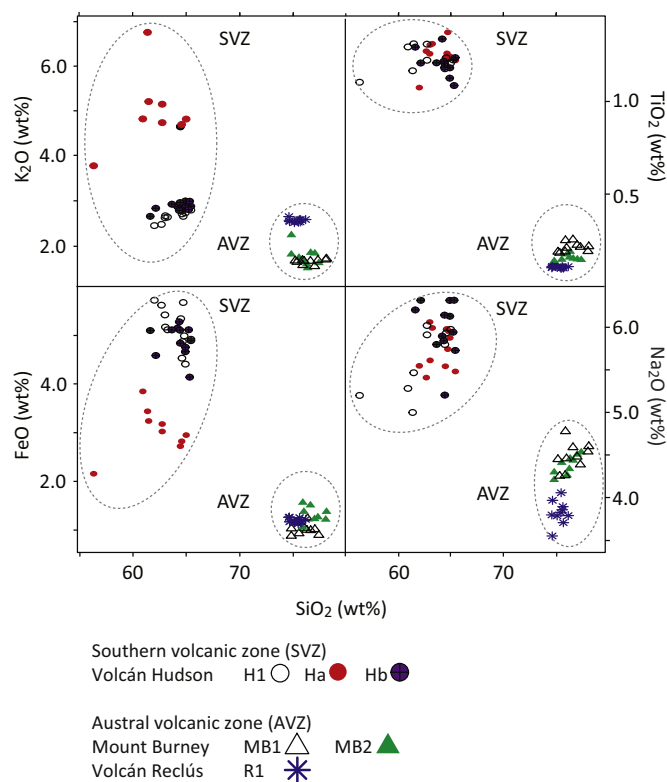 SVZ SVZ
6.0
K₂O (wt%)
4.0
2.0
AVZ AVZ
1.0
0.5
TiO₂ (wt%)
SVZ SVZ
FeO (wt%)
4.0
2.0
AVZ AVZ
6.0
5.0
4.0
Na₂O (wt%)
60 70 60 70
SiO₂ (wt%)
Southern volcanic zone (SVZ)
Volcán Hudson H1 Ha Hb
Austral volcanic zone (AVZ)
Mount Burney MB1 MB2
Volcán Reclús R1